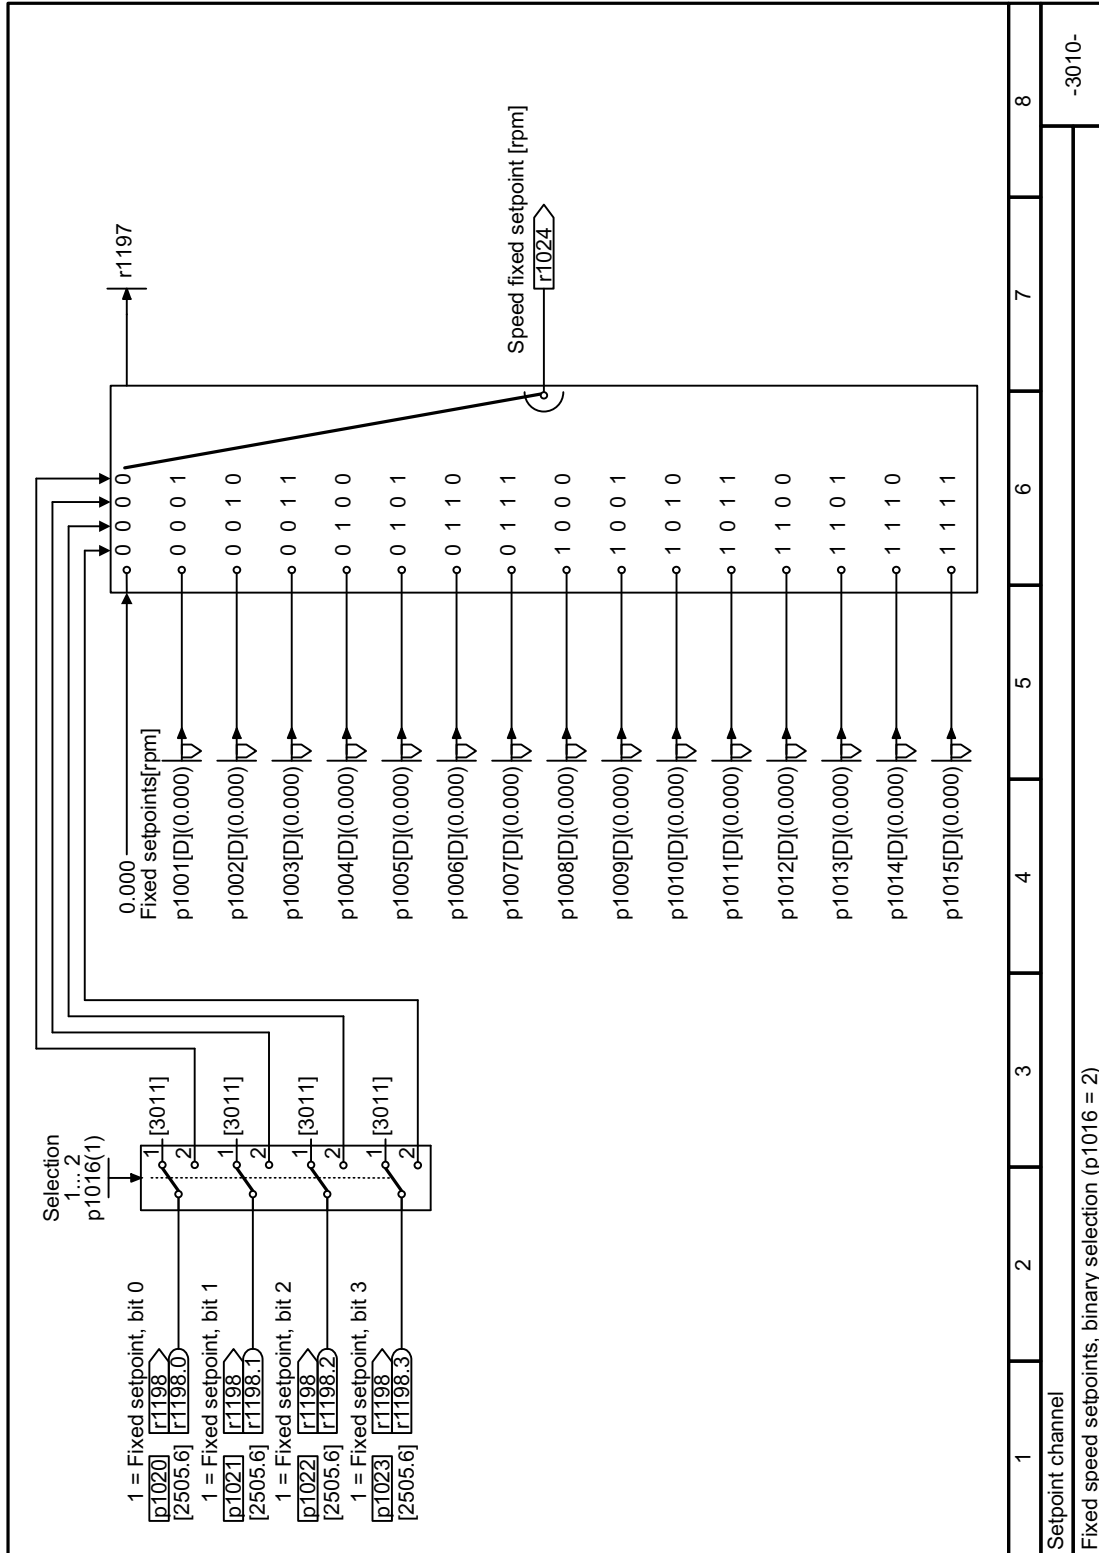 Selection
1... 2
p1016(1)
1 = Fixed setpoint, bit 0
p1020 r1198
[2505.6] r1198.0
1 [3011]
2
1 = Fixed setpoint, bit 1
p1021 r1198
[2505.6] r1198.1
1 [3011]
2
1 = Fixed setpoint, bit 2
p1022 r1198
[2505.6] r1198.2
1 [3011]
2
1 = Fixed setpoint, bit 3
p1023 r1198
[2505.6] r1198.3
1 [3011]
2
0.000 0 0 0 0
Fixed setpoints[rpm]
p1001[D](0.000) 0 0 0 1
p1002[D](0.000) 0 0 1 0
p1003[D](0.000) 0 0 1 1
p1004[D](0.000) 0 1 0 0
p1005[D](0.000) 0 1 0 1
p1006[D](0.000) 0 1 1 0
p1007[D](0.000) 0 1 1 1
p1008[D](0.000) 1 0 0 0
p1009[D](0.000) 1 0 0 1
p1010[D](0.000) 1 0 1 0
p1011[D](0.000) 1 0 1 1
p1012[D](0.000) 1 1 0 0
p1013[D](0.000) 1 1 0 1
p1014[D](0.000) 1 1 1 0
p1015[D](0.000) 1 1 1 1
r1197
Speed fixed setpoint [rpm]
r1024
1 2 3 4 5 6 7 8
Setpoint channel
-3010-
Fixed speed setpoints, binary selection (p1016 = 2)